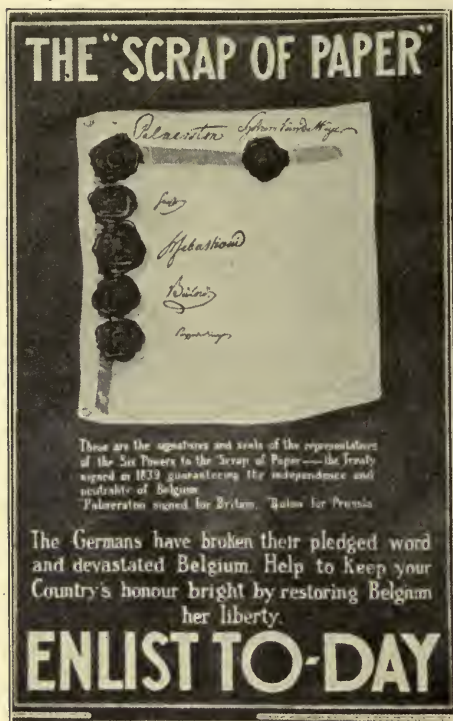 THE "SCRAP OF PAPER"
Palmerston Sylvain Van de Weyer
Sebastiani
Bülow
These are the signatures and seals of the representatives
of the Six Powers to the "Scrap of Paper"—the Treaty
signed in 1839 guaranteeing the independence and
neutrality of Belgium
"Palmerston signed for Britain, "Bulow for Prussia
The Germans have broken their pledged word
and devastated Belgium. Help to Keep your
Country's honour bright by restoring Belgium
her liberty.
ENLIST TO-DAY